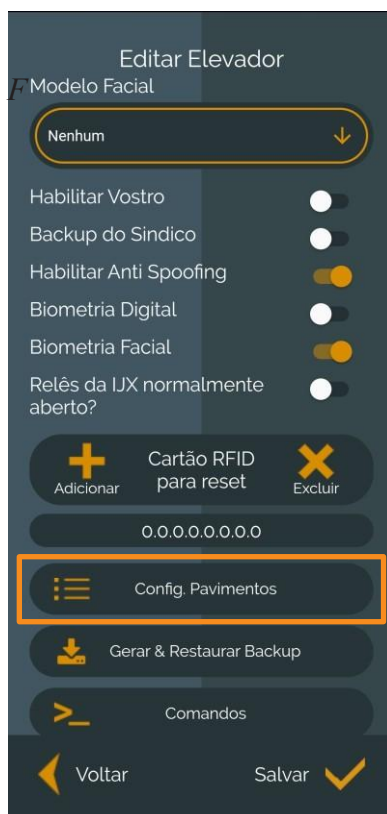 Editar Elevador
F Modelo Facial
Nenhum
Habilitar Vostro
Backup do Sindico
Habilitar Anti Spoofing
Biometria Digital
Biometria Facial
Relês da IJX normalmente
aberto?
Cartão RFID
para reset
Adicionar
Excluir
0.0.0.0.0.0.0.0
Config. Pavimentos
Gerar & Restaurar Backup
>_ Comandos
Voltar
Salvar